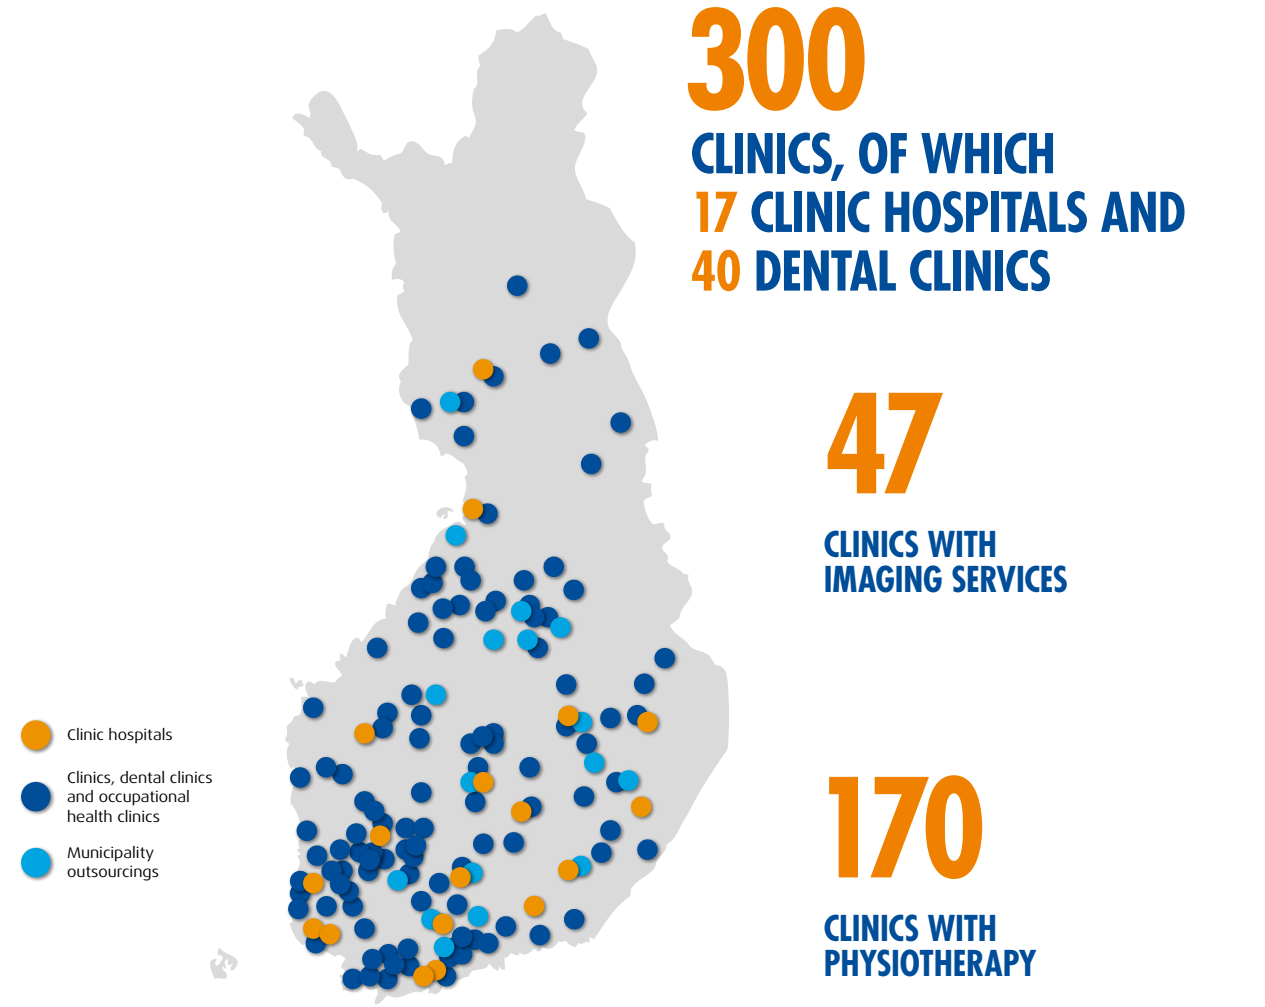 300
CLINICS, OF WHICH
17 CLINIC HOSPITALS AND
40 DENTAL CLINICS
47
CLINICS WITH
IMAGING SERVICES
170
CLINICS WITH
PHYSIOTHERAPY
Clinic hospitals
Clinics, dental clinics
and occupational
health clinics
Municipality
outsourcings